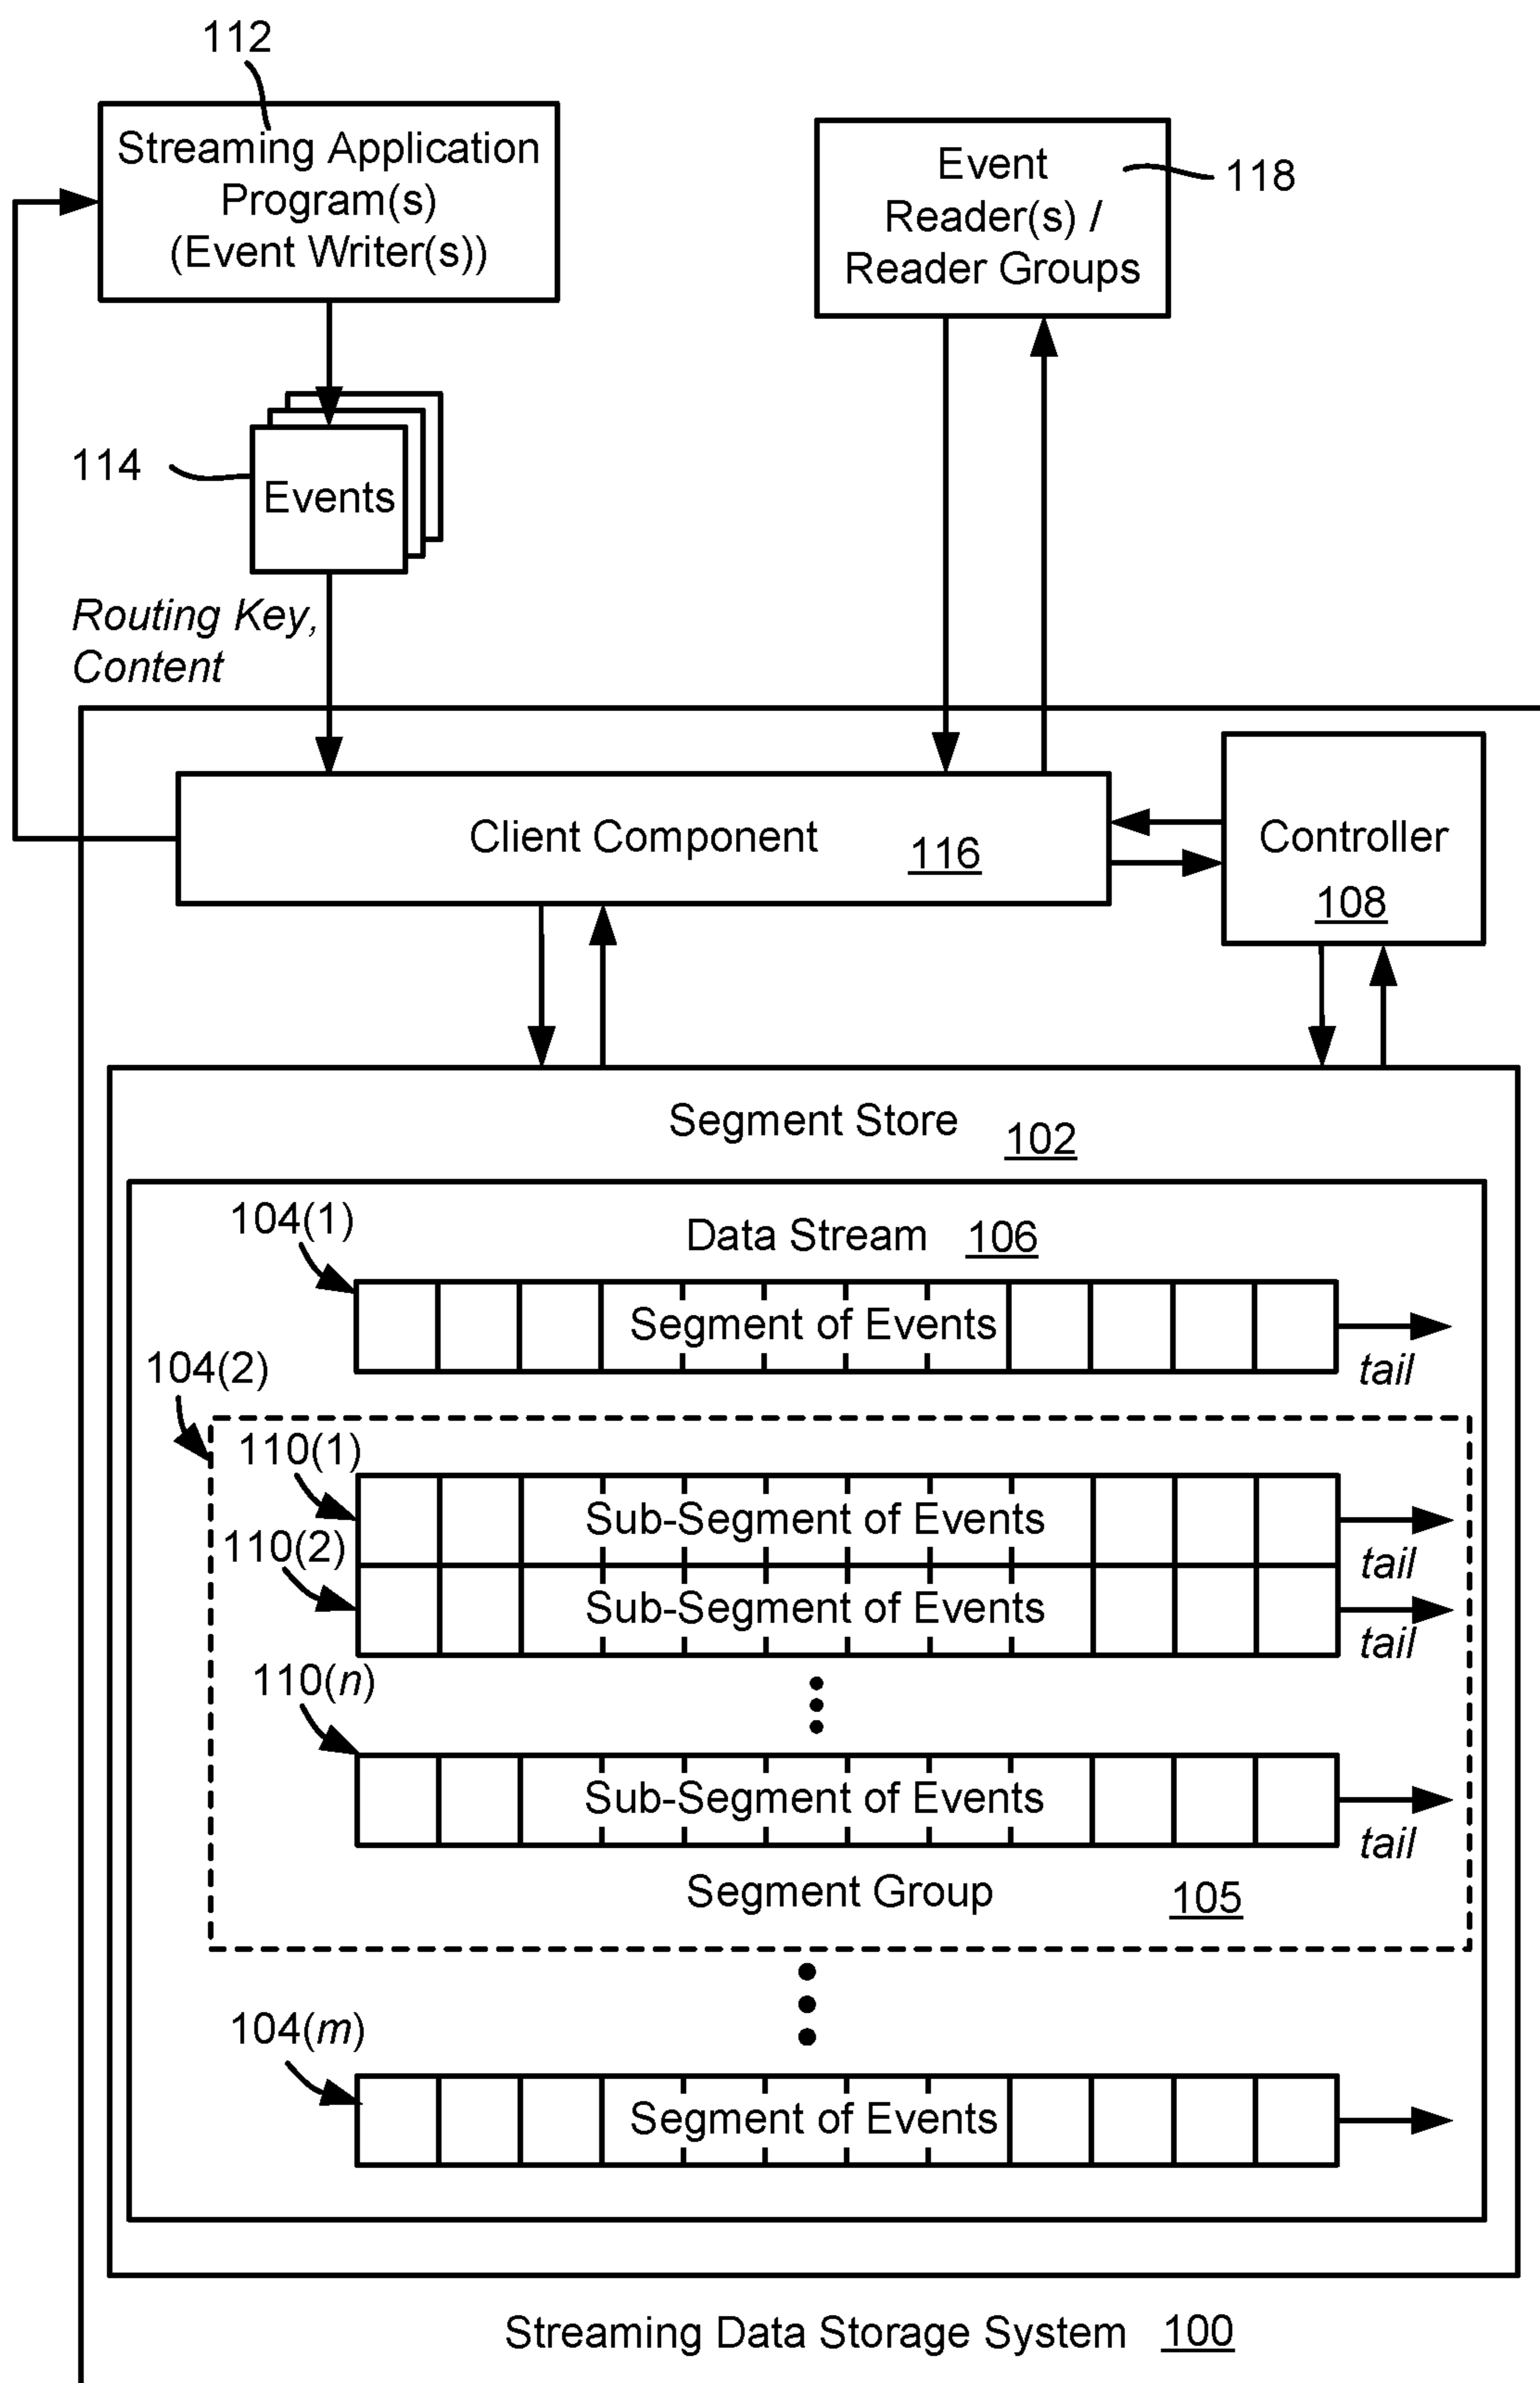 112
Streaming Application
Program(s)
(Event Writer(s))
Event
Reader(s) /
Reader Groups
118
114
Events
Routing Key,
Content
Client Component 116
Controller
108
Segment Store 102
104(1)
Data Stream 106
Segment of Events
tail
104(2)
110(1)
Sub-Segment of Events
tail
110(2)
Sub-Segment of Events
tail
110(n)
Sub-Segment of Events
tail
Segment Group 105
104(m)
Segment of Events
Streaming Data Storage System 100